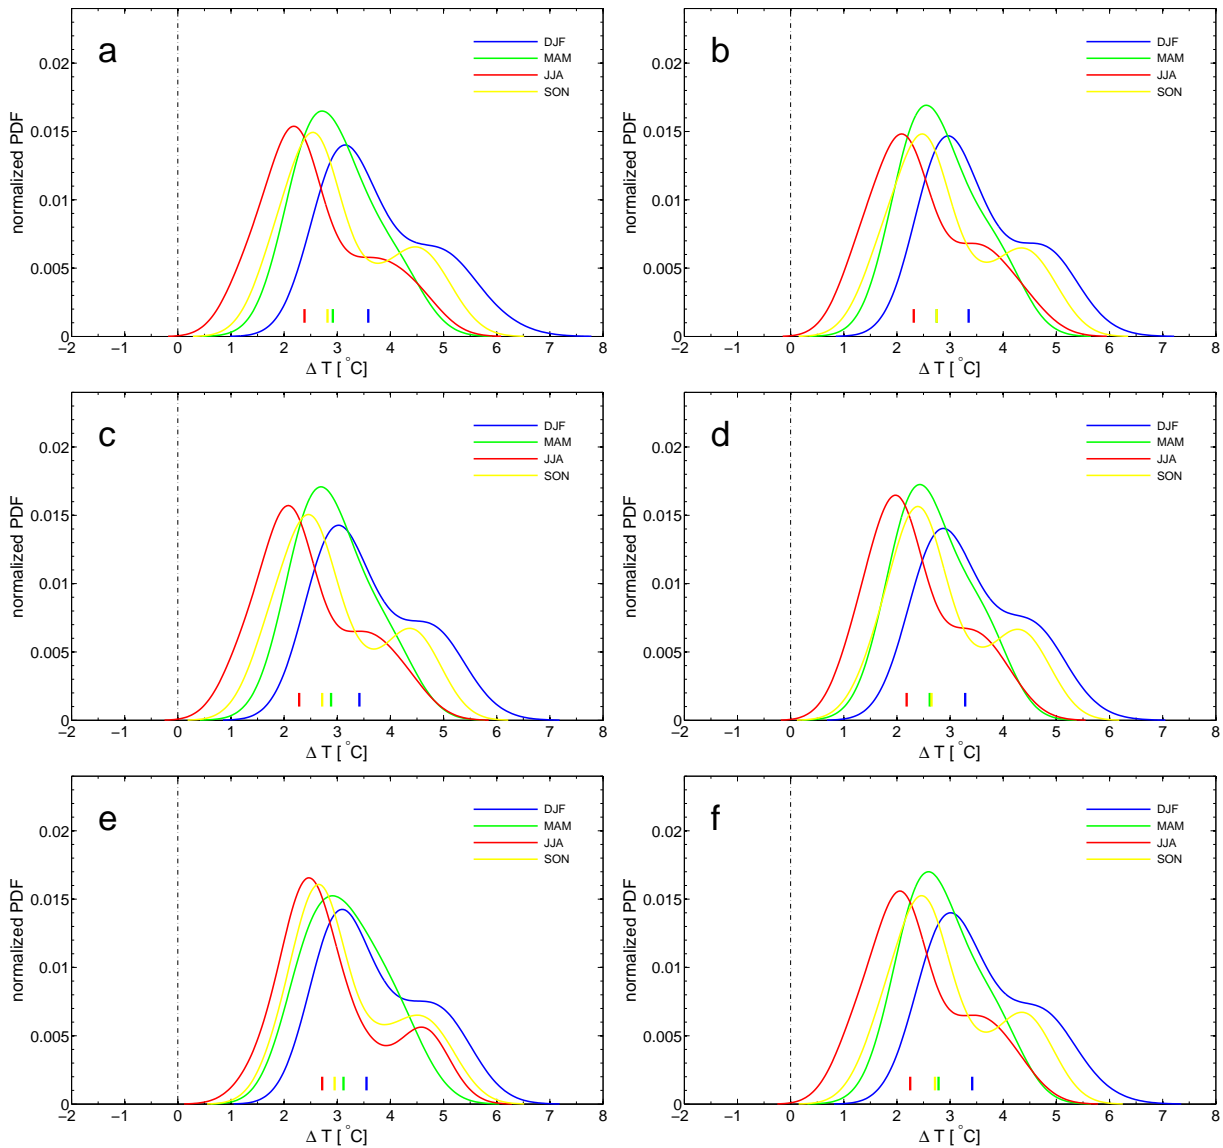 a
DJF
MAM
JJA
SON
0.02
0.015
0.01
0.005
0
normalized PDF
−2 −1 0 1 2 3 4 5 6 7 8
Δ T [ °C]
b
DJF
MAM
JJA
SON
0.02
0.015
0.01
0.005
0
normalized PDF
−2 −1 0 1 2 3 4 5 6 7 8
Δ T [ °C]
c
DJF
MAM
JJA
SON
0.02
0.015
0.01
0.005
0
normalized PDF
−2 −1 0 1 2 3 4 5 6 7 8
Δ T [ °C]
d
DJF
MAM
JJA
SON
0.02
0.015
0.01
0.005
0
normalized PDF
−2 −1 0 1 2 3 4 5 6 7 8
Δ T [ °C]
e
DJF
MAM
JJA
SON
0.02
0.015
0.01
0.005
0
normalized PDF
−2 −1 0 1 2 3 4 5 6 7 8
Δ T [ °C]
f
DJF
MAM
JJA
SON
0.02
0.015
0.01
0.005
0
normalized PDF
−2 −1 0 1 2 3 4 5 6 7 8
Δ T [ °C]